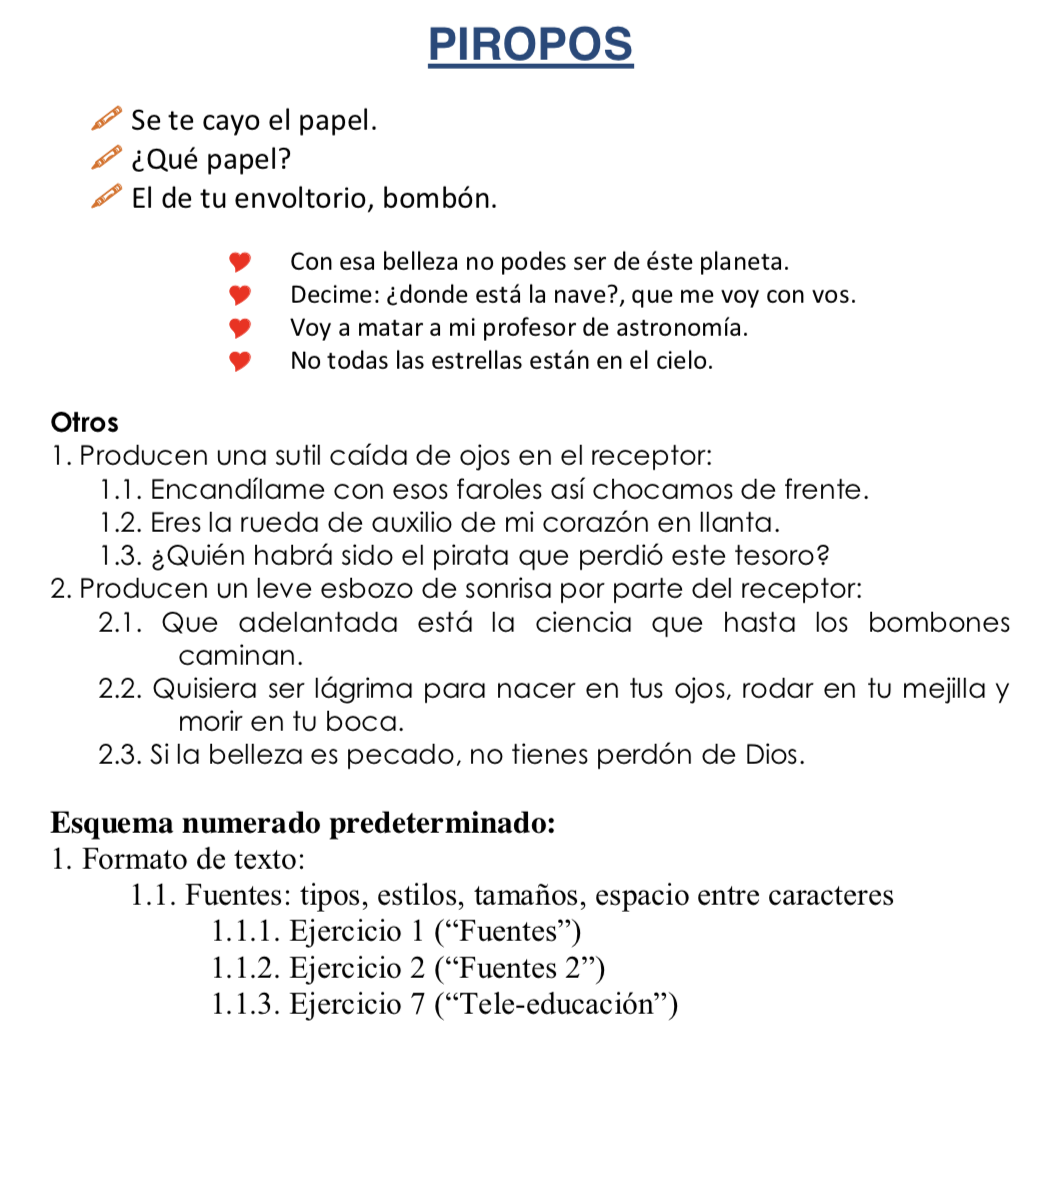 PIROPOS
Se te cayo el papel.
¿Qué papel?
El de tu envoltorio, bombón.
Con esa belleza no podes ser de éste planeta.
Decime: ¿donde está la nave?, que me voy con vos.
Voy a matar a mi profesor de astronomía.
No todas las estrellas están en el cielo.
Otros
1. Producen una sutil caída de ojos en el receptor:
1.1. Encandílame con esos faroles así chocamos de frente.
1.2. Eres la rueda de auxilio de mi corazón en llanta.
1.3. ¿Quién habrá sido el pirata que perdió este tesoro?
2. Producen un leve esbozo de sonrisa por parte del receptor:
2.1. Que adelantada está la ciencia que hasta los bombones
caminan.
2.2. Quisiera ser lágrima para nacer en tus ojos, rodar en tu mejilla y
morir en tu boca.
2.3. Si la belleza es pecado, no tienes perdón de Dios.
Esquema numerado predeterminado:
1. Formato de texto:
1.1. Fuentes: tipos, estilos, tamaños, espacio entre caracteres
1.1.1. Ejercicio 1 (“Fuentes”)
1.1.2. Ejercicio 2 (“Fuentes 2”)
1.1.3. Ejercicio 7 (“Tele-educación”)